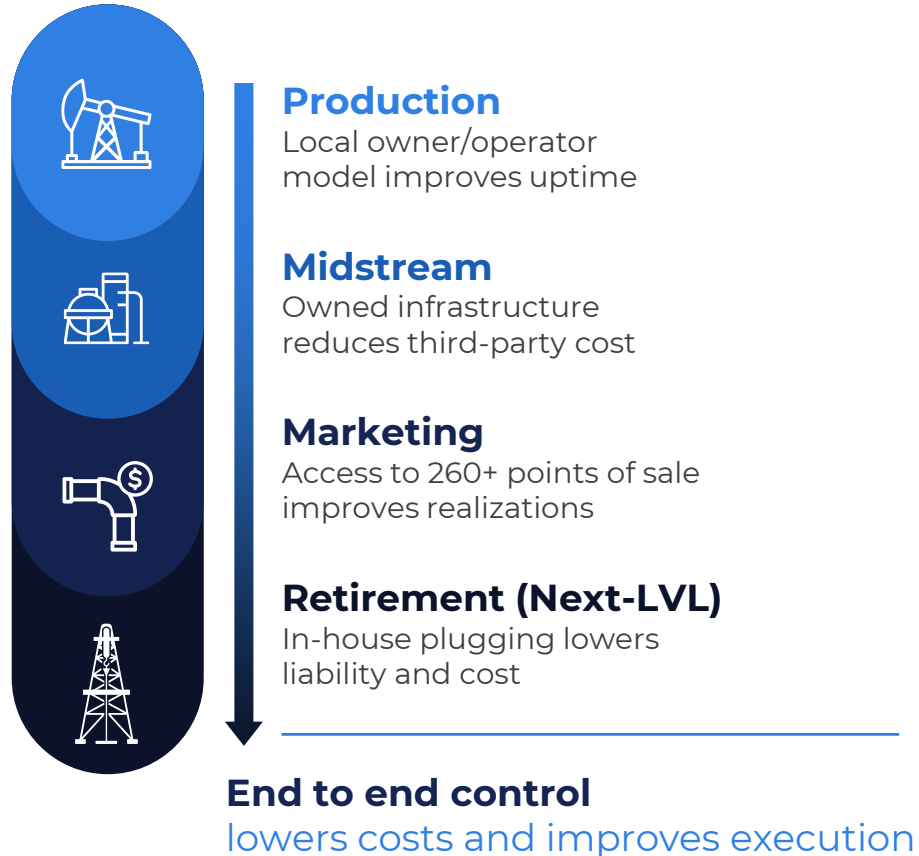 Production
Local owner/operator
model improves uptime
Midstream
Owned infrastructure
reduces third-party cost
$
Marketing
Access to 260+ points of sale
improves realizations
Retirement (Next-LVL)
In-house plugging lowers
liability and cost
End to end control
lowers costs and improves execution